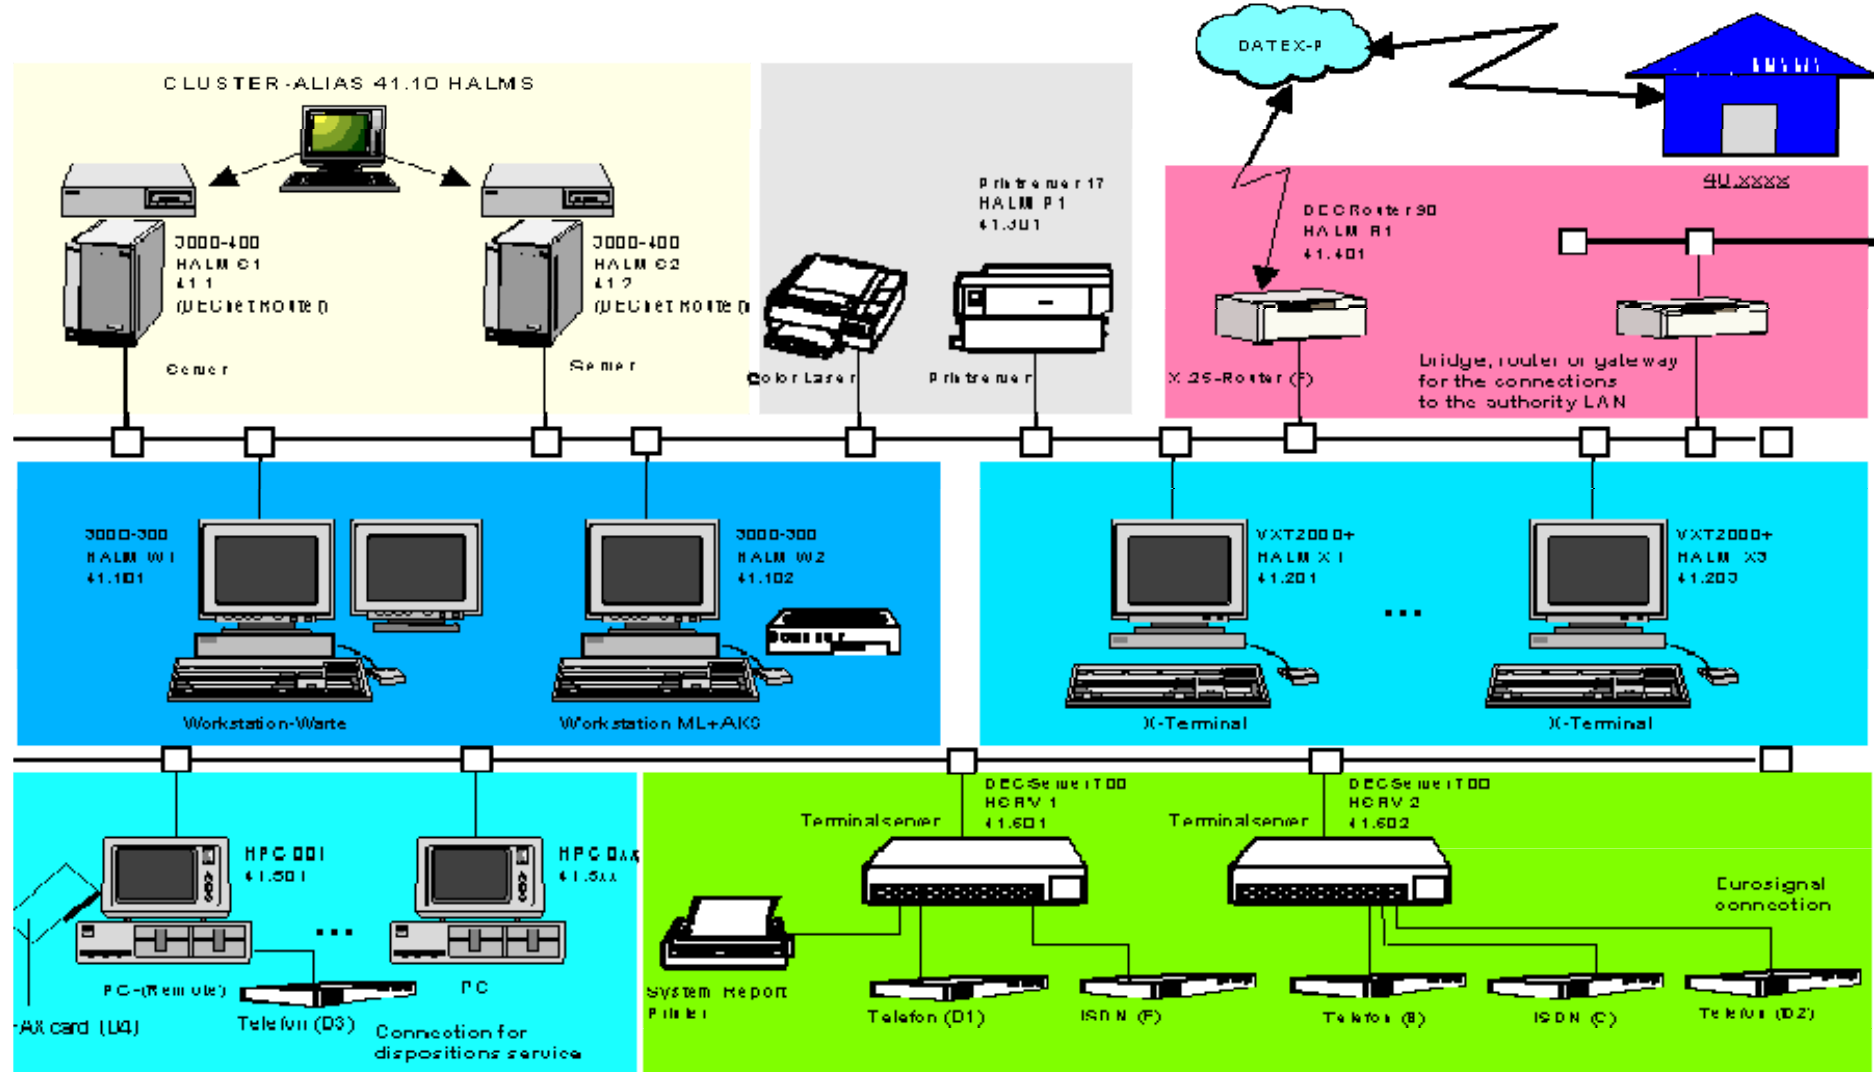 DATEX-P
CLUSTER-ALIAS 41.10 HALMS
4U.xxxx
Printserver 17
HALM P1
41.301
DECRouter 90
HALM R1
41.401
3000-400
HALM C1
41.1
(DECnet Router)
3000-400
HALM C2
41.2
(DECnet Router)
Server
Server
Color Laser
Printserver
X.25-Router (F)
bridge, router or gateway
for the connections
to the authority LAN
3000-300
HALM W1
41.101
3000-300
HALM W2
41.102
VXT2000+
HALM X1
41.201
...
VXT2000+
HALM X3
41.203
Workstation-Warte
Workstation ML+AKS
X-Terminal
X-Terminal
DECServer700
HCRV 1
41.601
Terminalserver
DECServer700
HCRV 2
41.602
Terminalserver
HPC 001
41.501
...
HPC 0xx
41.5xx
Eurosignal
connection
PC-(Remote)
PC
AX card (D4)
Telefon (D3)
Connection for
dispositions service
System Report
Printer
Telefon (D1)
ISDN (E)
Telefon (B)
ISDN (C)
Telefon (D2)